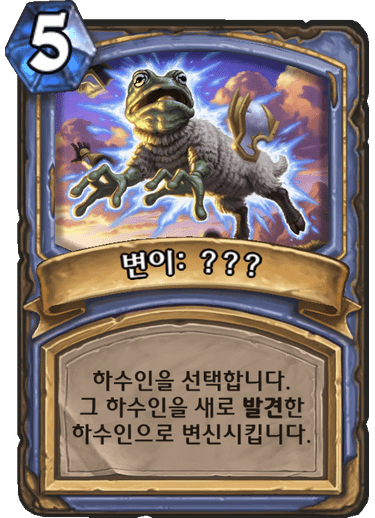 5
변이: ???
하수인을 선택합니다.
그 하수인을 새로 발견한
하수인으로 변신시킵니다.